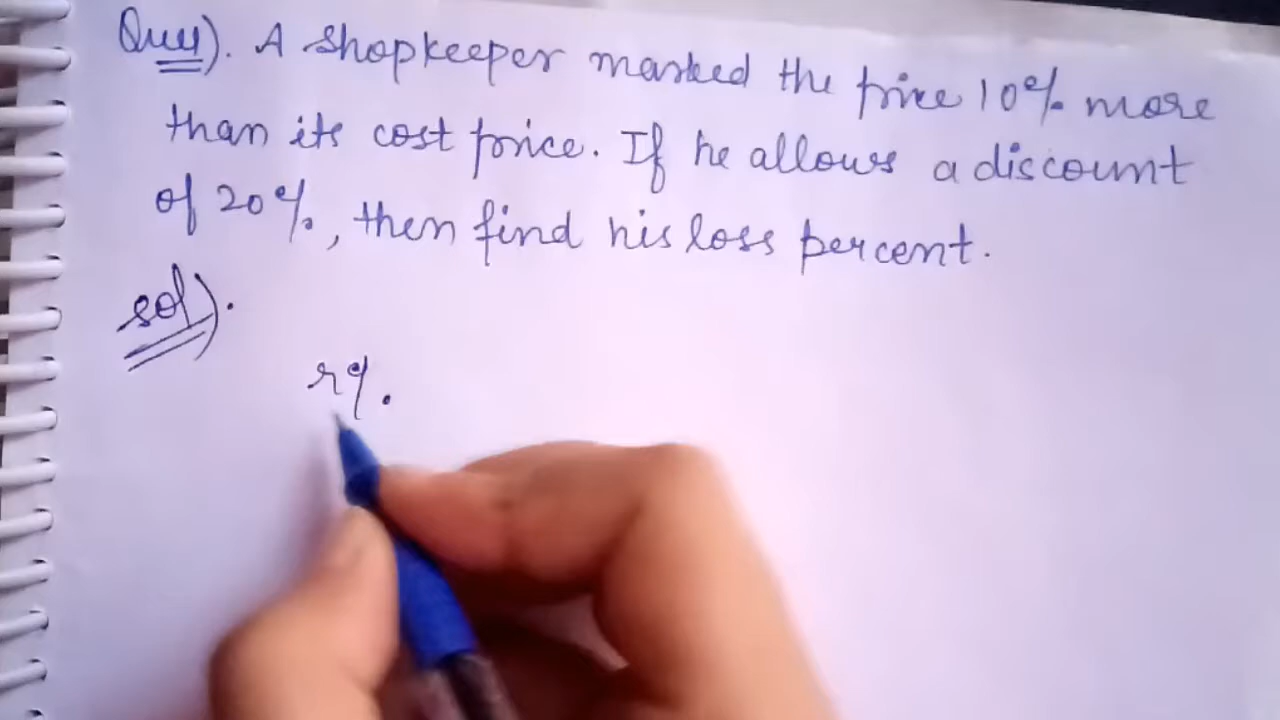 Ques). A Shopkeeper marked the price 10% more
than its cost price. If he allows a discount
of 20%, then find his loss percent.
sol).
r%.